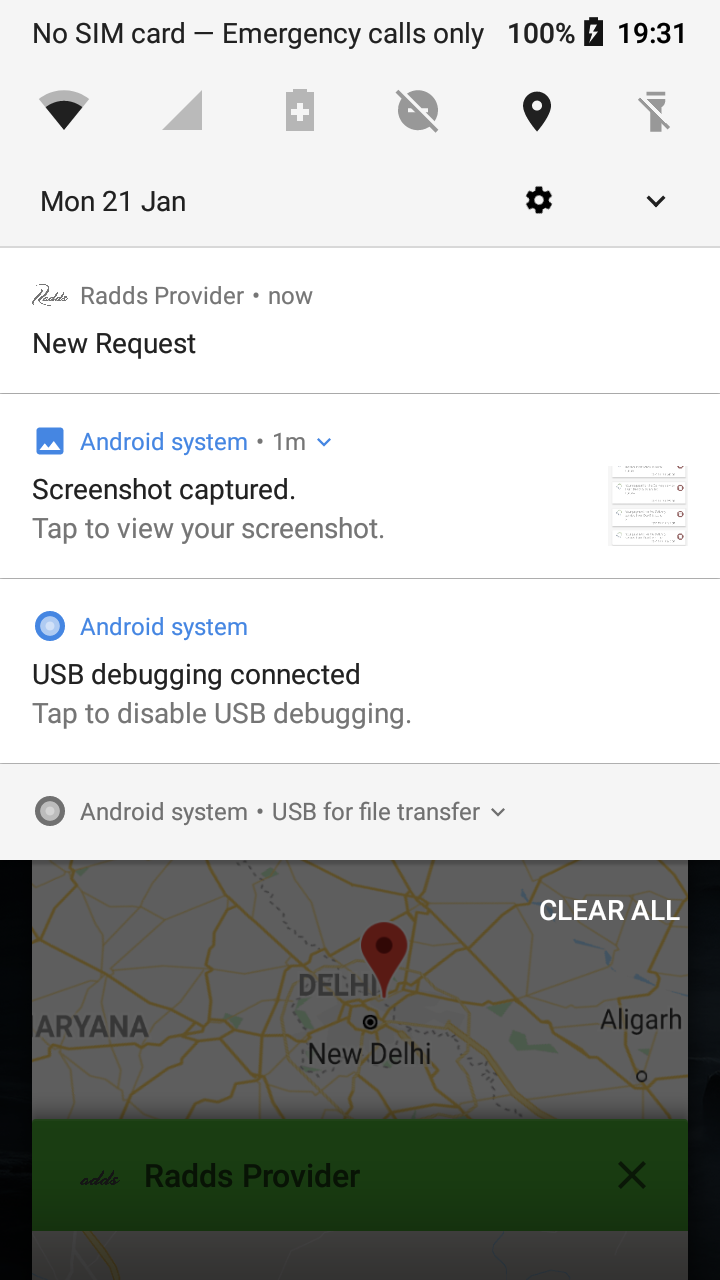 No SIM card — Emergency calls only 100% 19:31
Mon 21 Jan
Radds Radds Provider • now
New Request
Android system • 1m
Screenshot captured.
Tap to view your screenshot.
Android system
USB debugging connected
Tap to disable USB debugging.
Android system • USB for file transfer
CLEAR ALL
DELHI
ARYANA
Aligarh
New Delhi
adds Radds Provider